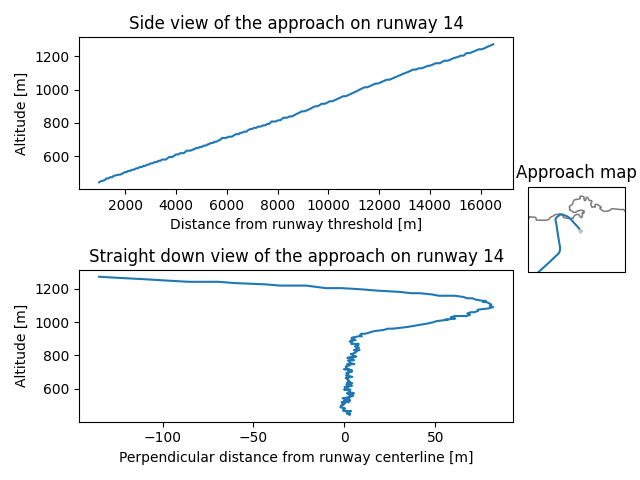 Side view of the approach on runway 14
1200
1000
800
600
Altitude [m]
2000 4000 6000 8000 10000 12000 14000 16000
Distance from runway threshold [m]
Approach map
Straight down view of the approach on runway 14
1200
1000
800
600
Altitude [m]
−100 −50 0 50
Perpendicular distance from runway centerline [m]